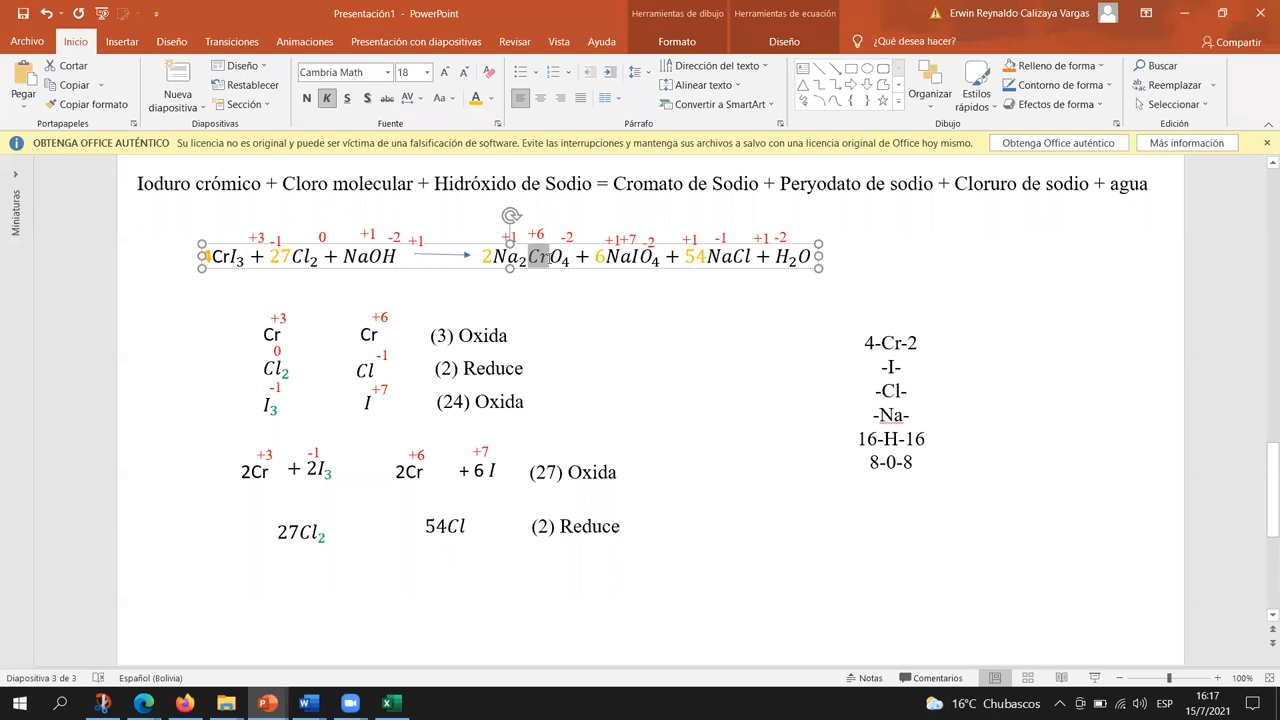 Presentación1 - PowerPoint
Herramientas de dibujo
Herramientas de ecuación
Erwin Reynaldo Calizaya Vargas
Archivo Inicio Insertar Diseño Transiciones Animaciones Presentación con diapositivas Revisar Vista Ayuda Formato Diseño ¿Qué desea hacer? Compartir
Pegar
Cortar
Copiar
Copiar formato
Portapapeles
Nueva diapositiva
Diseño
Restablecer
Sección
Diapositivas
Cambria Math 18
N K S S abc AV Aa A
Fuente
Dirección del texto
Alinear texto
Convertir a SmartArt
Párrafo
Organizar
Estilos rápidos
Relleno de forma
Contorno de forma
Efectos de forma
Dibujo
Buscar
Reemplazar
Seleccionar
Edición
OBTENGA OFFICE AUTÉNTICO Su licencia no es original y puede ser víctima de una falsificación de software. Evite las interrupciones y mantenga sus archivos a salvo con una licencia original de Office hoy mismo. Obtenga Office auténtico Más información
Miniaturas
Ioduro crómico + Cloro molecular + Hidróxido de Sodio = Cromato de Sodio + Peryodato de sodio + Cloruro de sodio + agua
+3 -1 0 +1 -2 +1 +1 +6 -2 +1+7 -2 +1 -1 +1 -2
CrI₃ + 27Cl₂ + NaOH 2Na₂CrO₄ + 6NaIO₄ + 54NaCl + H₂O
+3 +6
Cr Cr (3) Oxida
0 -1
Cl₂ Cl (2) Reduce
-1 +7
I₃ I (24) Oxida
+3 -1 +6 +7
2Cr + 2I₃ 2Cr + 6 I (27) Oxida
27Cl₂ 54Cl (2) Reduce
4-Cr-2
-I-
-Cl-
-Na-
16-H-16
8-0-8
Diapositiva 3 de 3 Español (Bolivia) Notas Comentarios 100%
16°C Chubascos ESP
16:17
15/7/2021